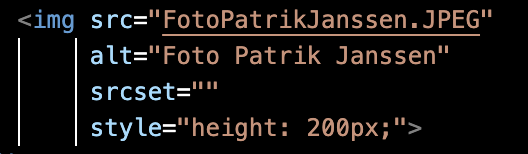 <img src="FotoPatrikJanssen.JPEG"
alt="Foto Patrik Janssen"
srcset=""
style="height: 200px;">